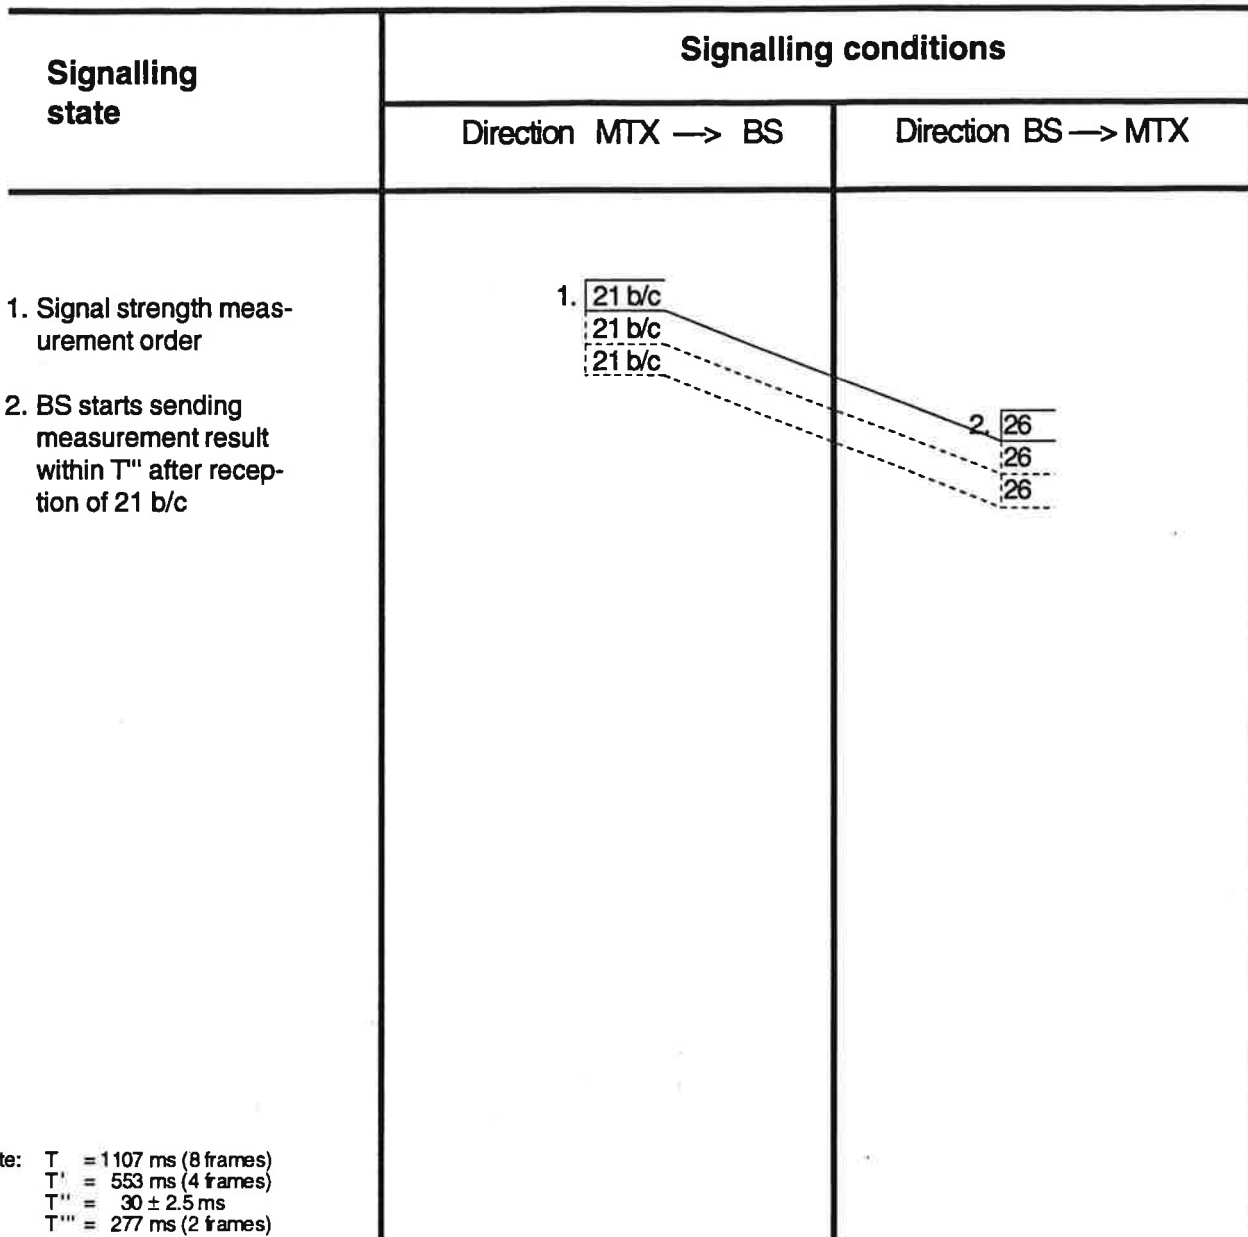 Signalling state
Signalling conditions
Direction MTX —> BS
Direction BS —> MTX
1. Signal strength meas-
urement order
2. BS starts sending
measurement result
within T''' after recep-
tion of 21 b/c
1. 21 b/c
21 b/c
21 b/c
2. 26
26
26
te: T = 1107 ms (8 frames)
T' = 553 ms (4 frames)
T'' = 30 ± 2.5 ms
T''' = 277 ms (2 frames)